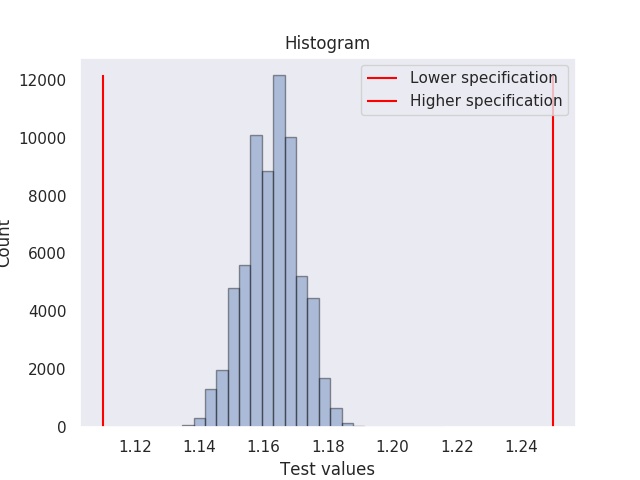 Histogram
Lower specification
Higher specification
12000
10000
8000
6000
4000
2000
0
Count
1.12 1.14 1.16 1.18 1.20 1.22 1.24
Test values